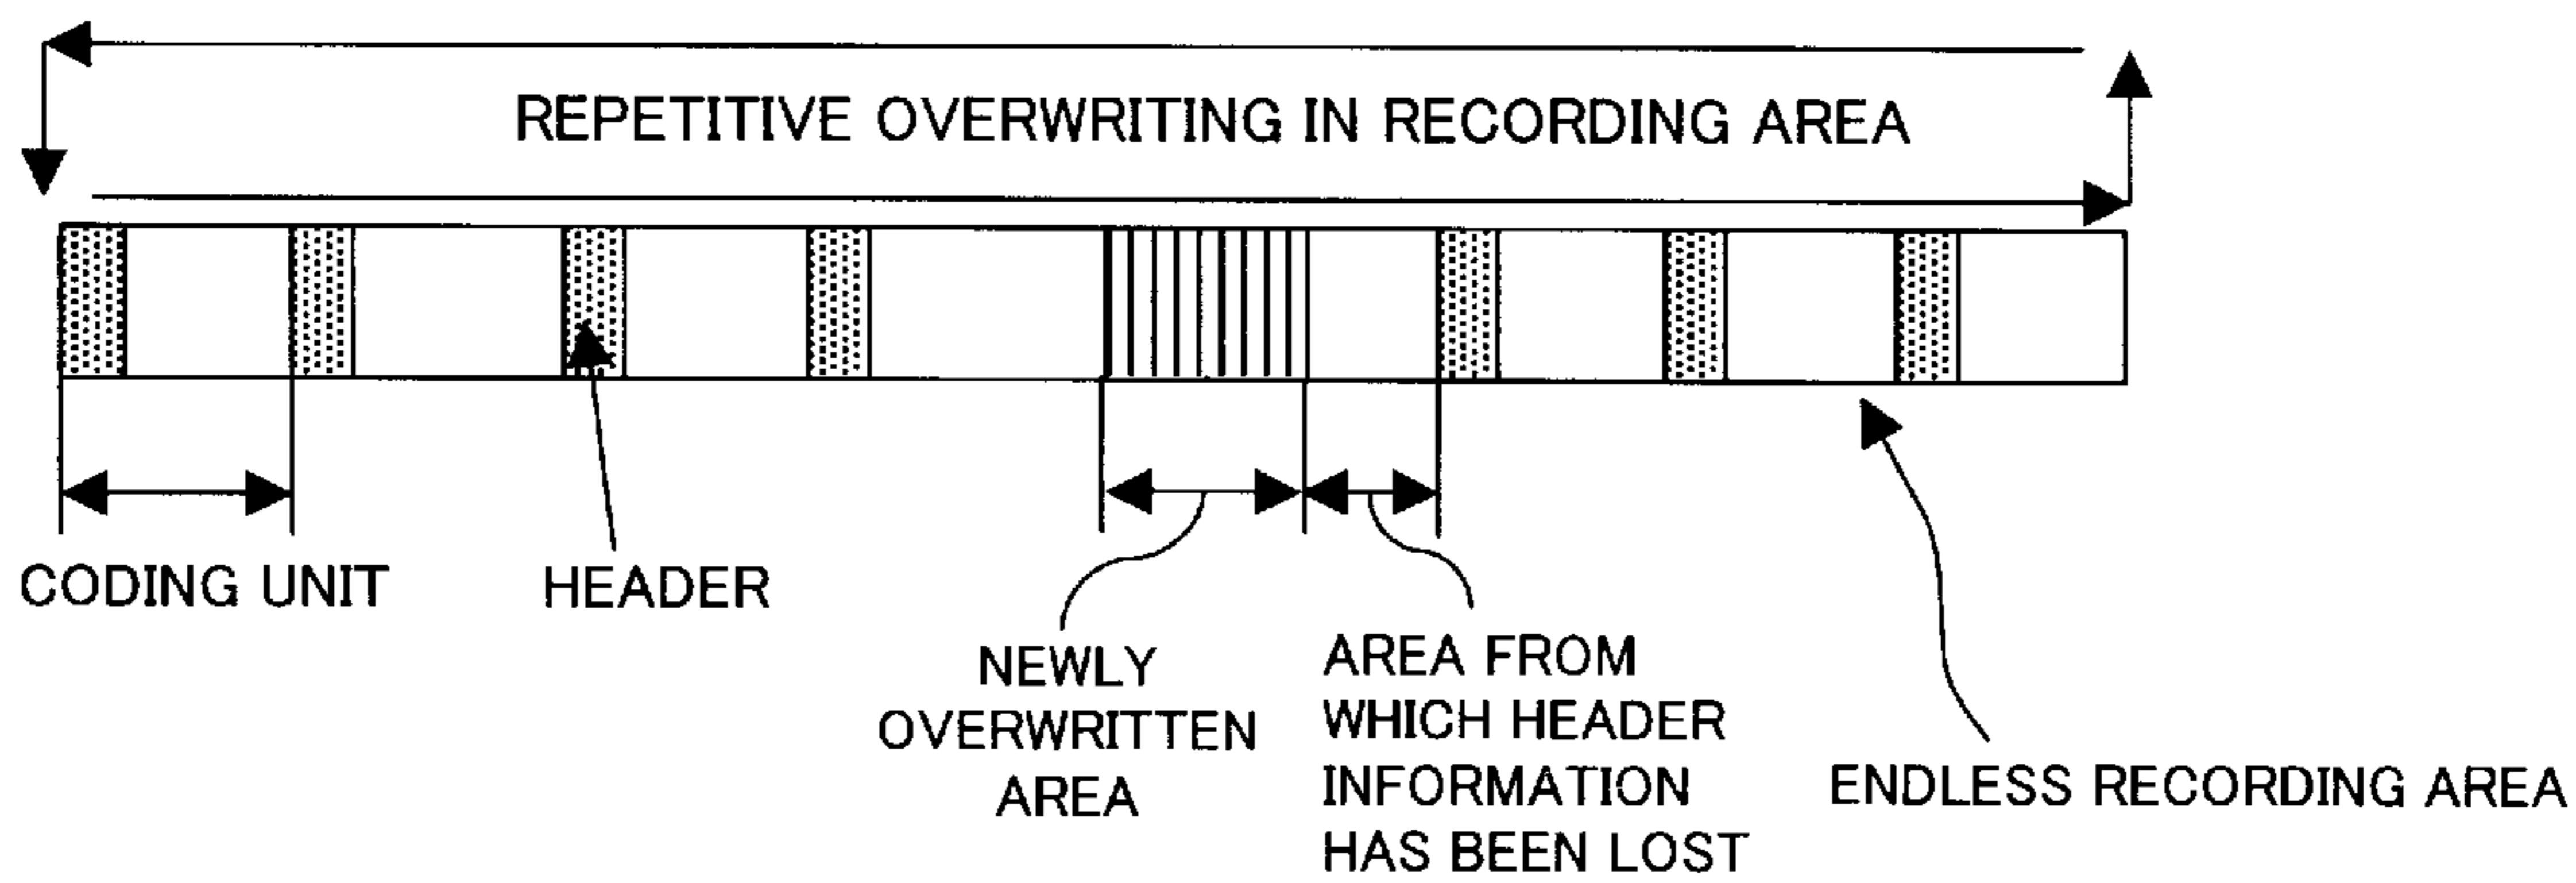 REPETITIVE OVERWRITING IN RECORDING AREA
CODING UNIT
HEADER
NEWLY
OVERWRITTEN
AREA
AREA FROM
WHICH HEADER
INFORMATION
HAS BEEN LOST
ENDLESS RECORDING AREA